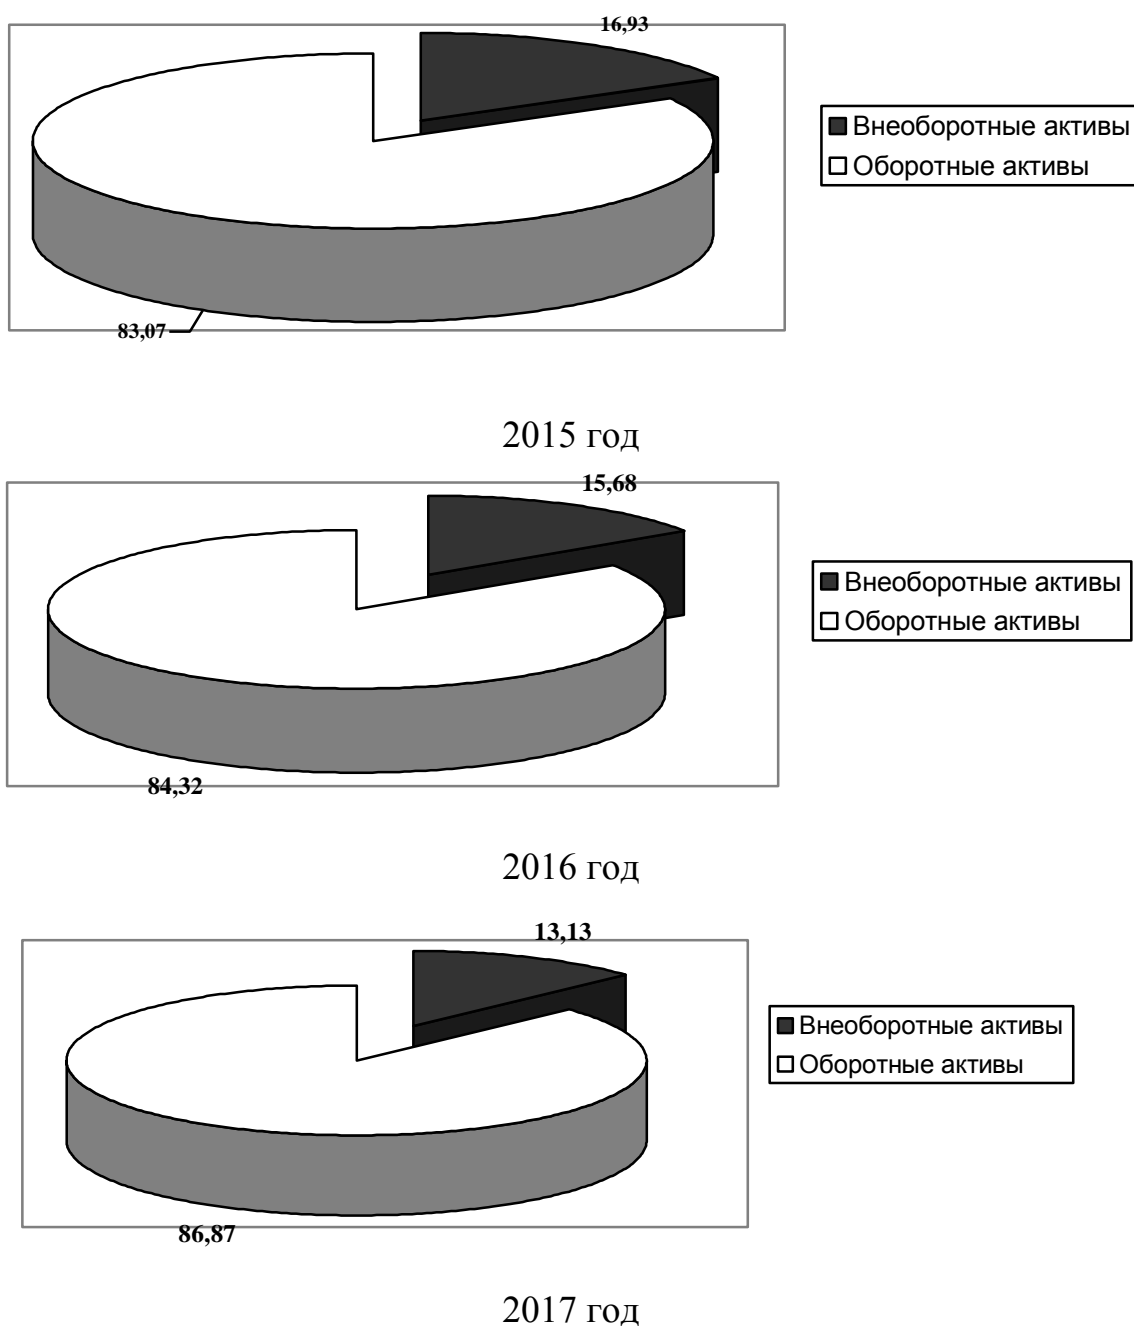 16,93
Внеоборотные активы
Оборотные активы
83,07
2015 год
15,68
Внеоборотные активы
Оборотные активы
84,32
2016 год
13,13
Внеоборотные активы
Оборотные активы
86,87
2017 год